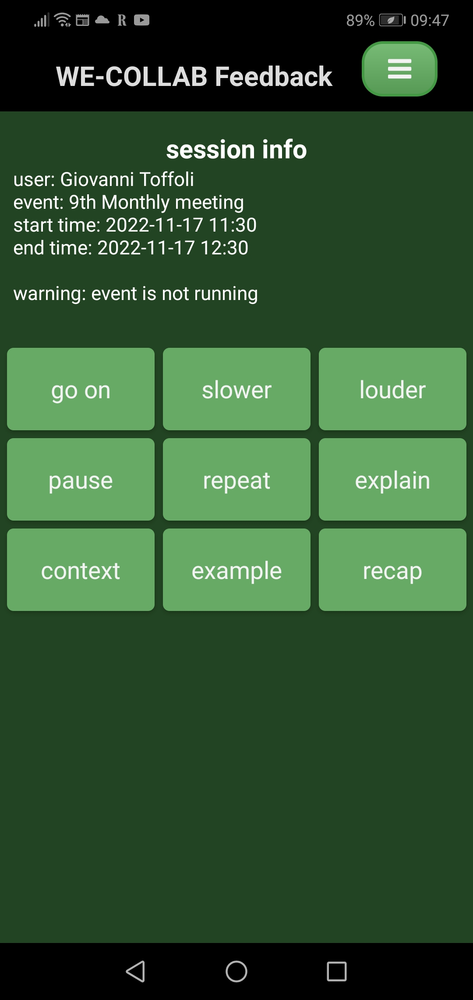 R 89% 09:47
WE-COLLAB Feedback
session info
user: Giovanni Toffoli
event: 9th Monthly meeting
start time: 2022-11-17 11:30
end time: 2022-11-17 12:30
warning: event is not running
go on slower louder
pause repeat explain
context example recap